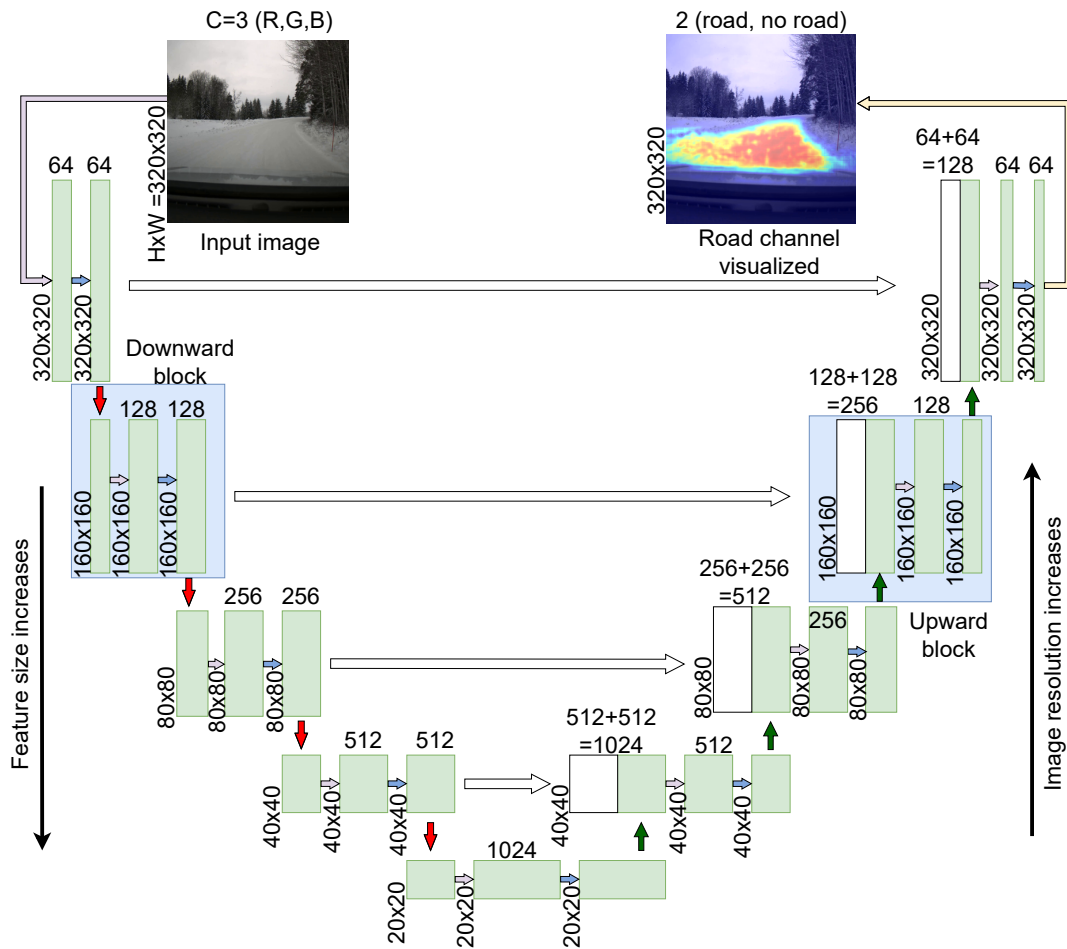 C=3 (R,G,B)
HxW =320x320
Input image
2 (road, no road)
320x320
Road channel
visualized
64
64
320x320
320x320
64+64
=128
64
64
320x320
320x320
320x320
Downward
block
128
128
160x160
160x160
160x160
128+128
=256
128
160x160
160x160
160x160
Upward
block
256
256
80x80
80x80
80x80
256+256
=512
256
80x80
80x80
80x80
512
512
40x40
40x40
40x40
512+512
=1024
512
40x40
40x40
40x40
1024
20x20
20x20
20x20
Feature size increases
Image resolution increases